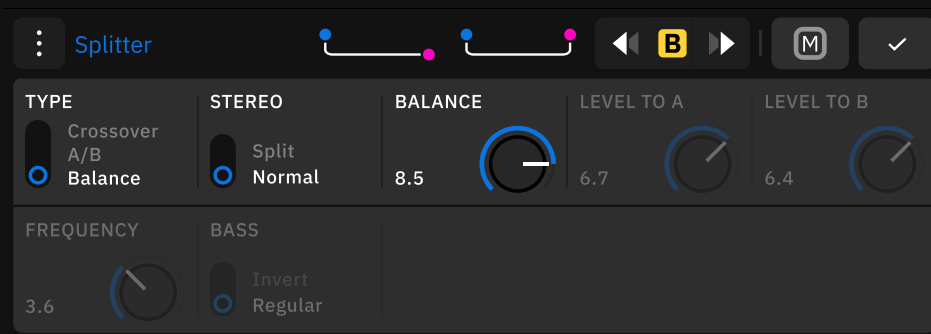 Splitter
B
M
TYPE
Crossover
A/B
Balance
STEREO
Split
Normal
BALANCE
8.5
LEVEL TO A
6.7
LEVEL TO B
6.4
FREQUENCY
3.6
BASS
Invert
Regular